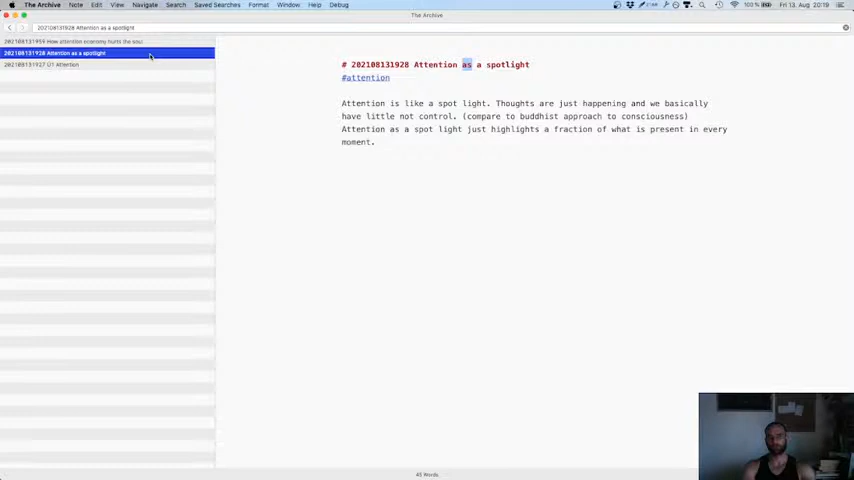 The Archive Note Edit View Navigate Search Saved Searches Format Window Help Debug
100 % Fri 13. Aug 20:19
The Archive
202108131928 Attention as a spotlight
202108131959 How attention economy hurts the soul
202108131928 Attention as a spotlight
202108131927 Ü1 Attention
# 202108131928 Attention as a spotlight
#attention
Attention is like a spot light. Thoughts are just happening and we basically
have little not control. (compare to buddhist approach to consciousness)
Attention as a spot light just highlights a fraction of what is present in every
moment.
45 Words